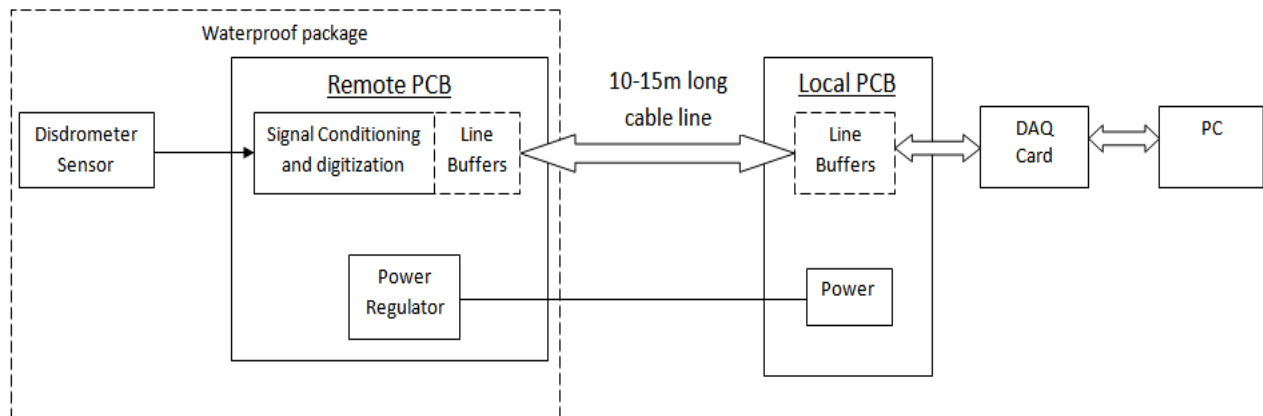 Waterproof package
Remote PCB
10-15m long
cable line
Local PCB
Disdrometer
Sensor
Signal Conditioning
and digitization
Line
Buffers
Line
Buffers
DAQ
Card
PC
Power
Regulator
Power